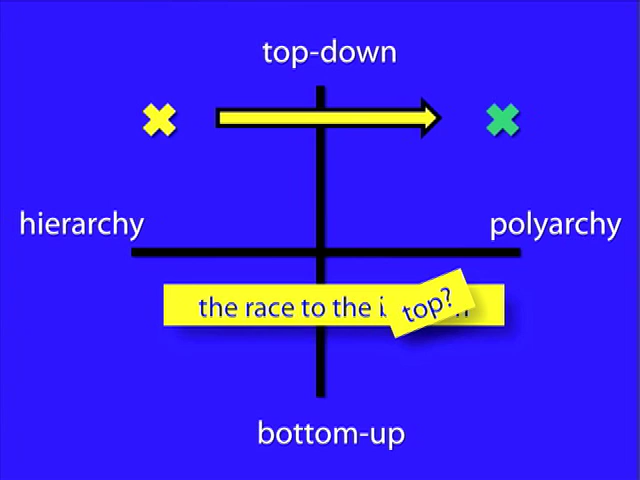 top-down
hierarchy
polyarchy
the race to the
top?
bottom-up